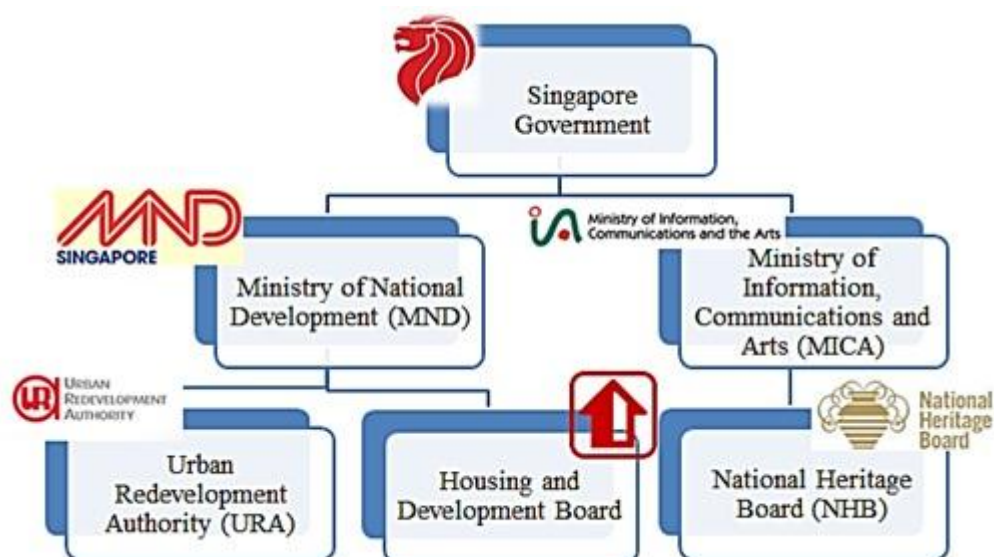 Singapore
Government
MND
SINGAPORE
Ministry of National
Development (MND)
Ministry of Information,
Communications and the Arts
Ministry of
Information,
Communications and
Arts (MICA)
UR
URBAN
REDEVELOPMENT
AUTHORITY
Urban
Redevelopment
Authority (URA)
Housing and
Development Board
National
Heritage
Board
National Heritage
Board (NHB)